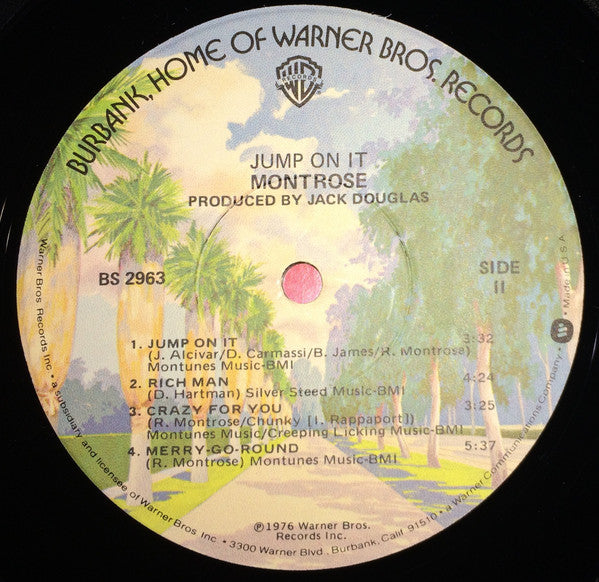 BURBANK, HOME OF WARNER BROS. RECORDS
WB
RECORDS
JUMP ON IT
MONTROSE
PRODUCED BY JACK DOUGLAS
BS 2963
SIDE
II
1. JUMP ON IT 3:32
(J. Alcivar/D. Carmassi/B. James/R. Montrose)
Montunes Music-BMI
2. RICH MAN 4:24
(D. Hartman) Silver Steed Music-BMI
3. CRAZY FOR YOU 3:25
(R. Montrose/Chunky [I. Rappaport])
Montunes Music/Creeping Licking Music-BMI
4. MERRY-GO-ROUND 5:37
(R. Montrose) Montunes Music-BMI
℗1976 Warner Bros.
Records Inc.
Warner Bros. Records Inc. • a subsidiary and licensee of Warner Bros. Inc. • 3300 Warner Blvd., Burbank, Calif. 91510 • a Warner Communications Company • Made in U.S.A.